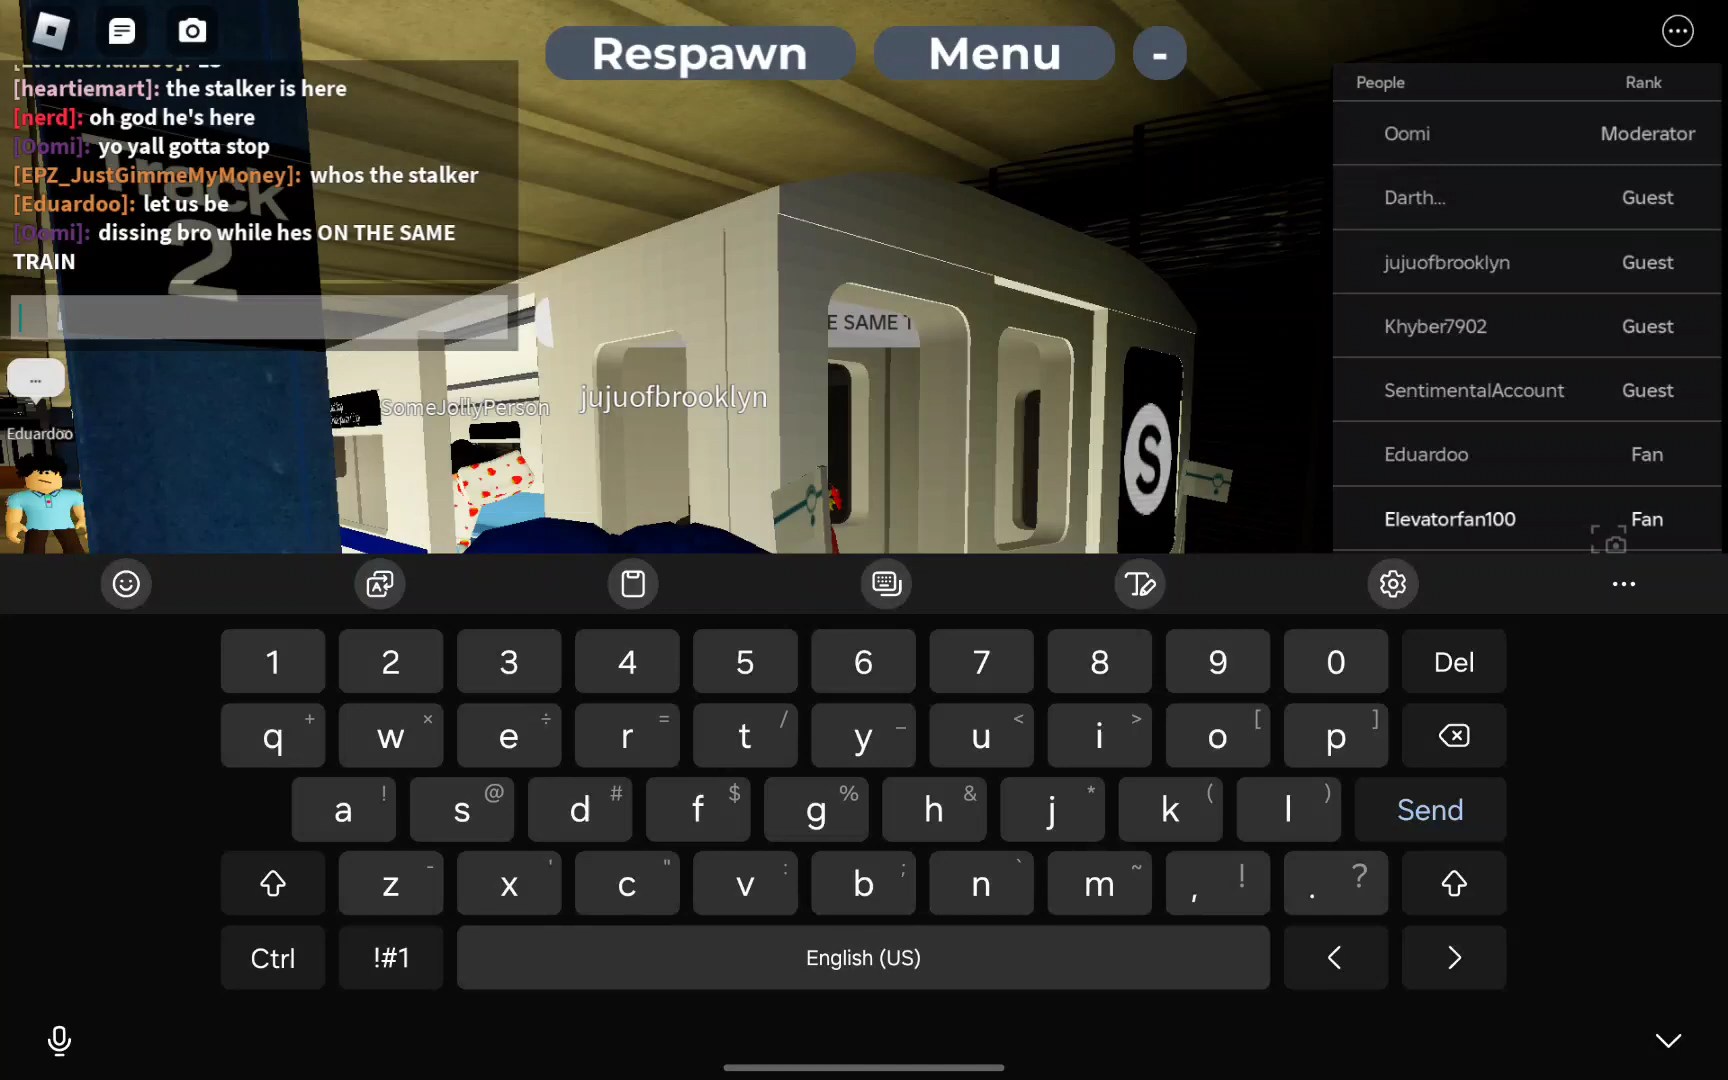 Respawn Menu -
[heartiemart]: the stalker is here
[nerd]: oh god he's here
[Oomi]: yo yall gotta stop
[EPZ_JustGimmeMyMoney]: whos the stalker
[Eduardoo]: let us be
[Oomi]: dissing bro while hes ON THE SAME
TRAIN
Track
2
...
Eduardoo
SomeJollyPerson
jujuofbrooklyn
E SAME T
S
People Rank
Oomi Moderator
Darth... Guest
jujuofbrooklyn Guest
Khyber7902 Guest
SentimentalAccount Guest
Eduardoo Fan
Elevatorfan100 Fan
1 2 3 4 5 6 7 8 9 0 Del
q + w × e ÷ r = t / y _ u < i > o [ p ]
a ! s @ d # f $ g % h & j * k ( l ) Send
z - x ' c " v : b ; n ` m ~ , ! . ?
Ctrl !#1 English (US) < >